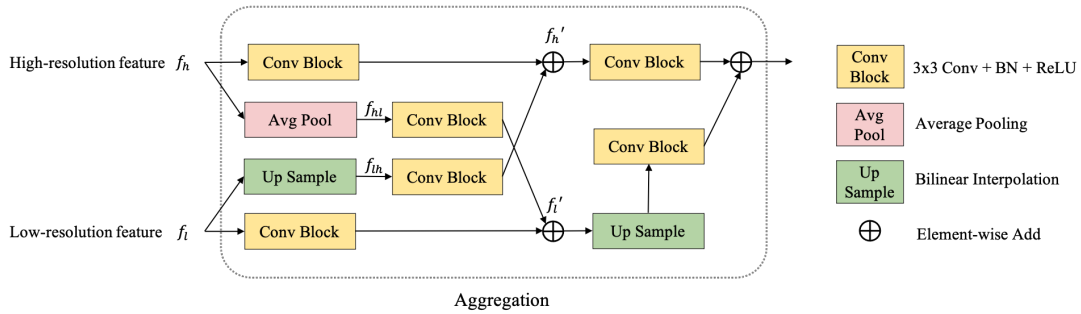 High-resolution feature
f_h
Conv Block
f_h'
Conv Block
Avg Pool
f_hl
Conv Block
Conv Block
Up Sample
f_lh
Conv Block
Low-resolution feature
f_l
Conv Block
f_l'
Up Sample
Aggregation
Conv
Block
3x3 Conv + BN + ReLU
Avg
Pool
Average Pooling
Up
Sample
Bilinear Interpolation
Element-wise Add